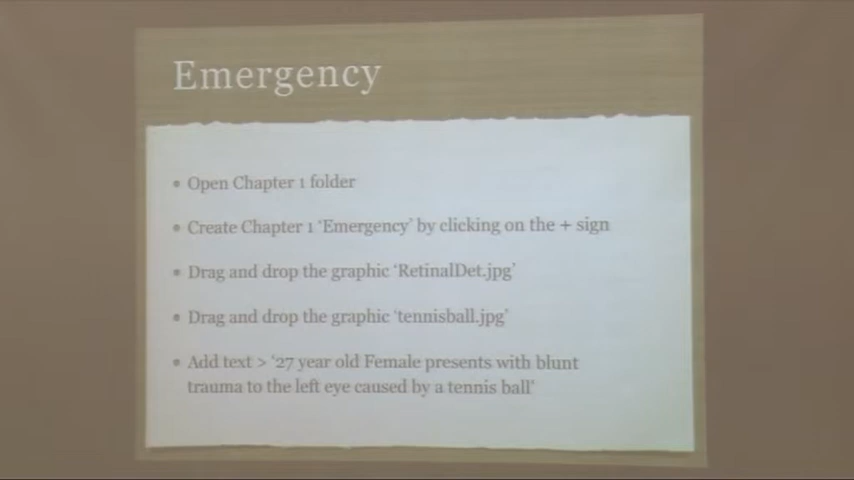 Emergency
• Open Chapter 1 folder
• Create Chapter 1 ‘Emergency’ by clicking on the + sign
• Drag and drop the graphic ‘RetinalDet.jpg’
• Drag and drop the graphic ‘tennisball.jpg’
• Add text > ‘27 year old Female presents with blunt
trauma to the left eye caused by a tennis ball’